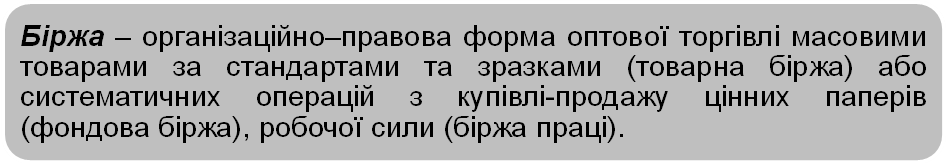 Біржа – організаційно–правова форма оптової торгівлі масовими
товарами за стандартами та зразками (товарна біржа) або
систематичних операцій з купівлі-продажу цінних паперів
(фондова біржа), робочої сили (біржа праці).